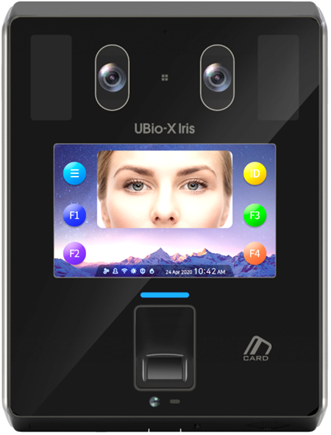 UBio-X Iris
ID
F1
F3
F2
F4
24 Apr 2020 10:42 AM
CARD